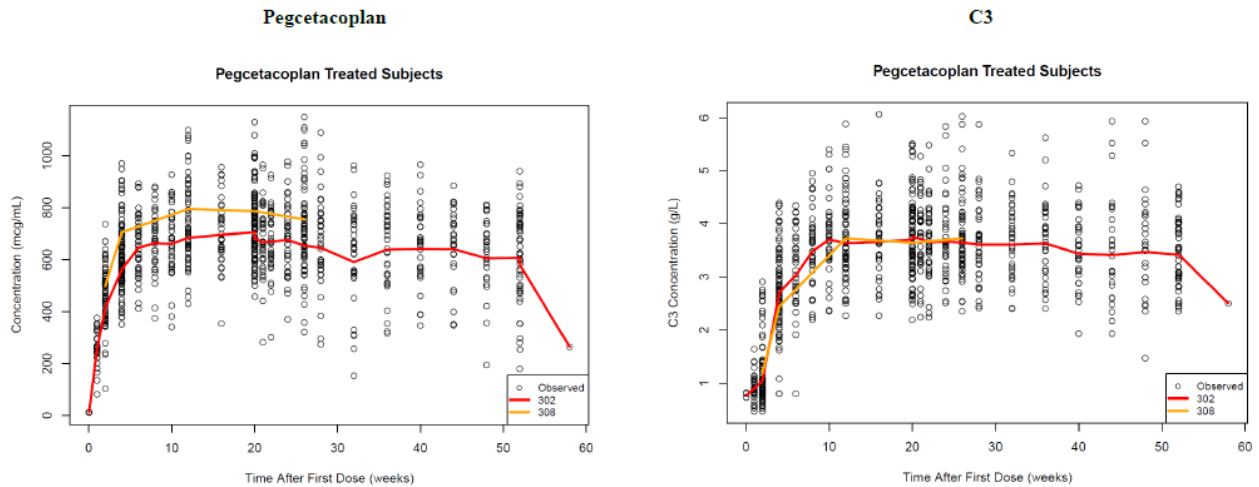 Pegcetacoplan
Pegcetacoplan Treated Subjects
Concentration (mcg/mL)
1000
800
600
400
200
0
0 10 20 30 40 50 60
Time After First Dose (weeks)
Observed
302
308
C3
Pegcetacoplan Treated Subjects
C3 Concentration (g/L)
6
5
4
3
2
1
0 10 20 30 40 50 60
Time After First Dose (weeks)
Observed
302
308